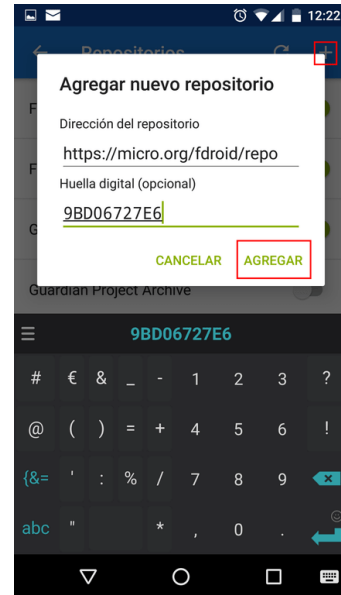 12:22
Repositorios
Agregar nuevo repositorio
Dirección del repositorio
https://micro.org/fdroid/repo
Huella digital (opcional)
9BD06727E6
CANCELAR AGREGAR
Guardian Project Archive
9BD06727E6
# € & _ - 1 2 3 ?
@ ( ) = + 4 5 6 !
{&= ' : % / 7 8 9
abc " * , 0 .